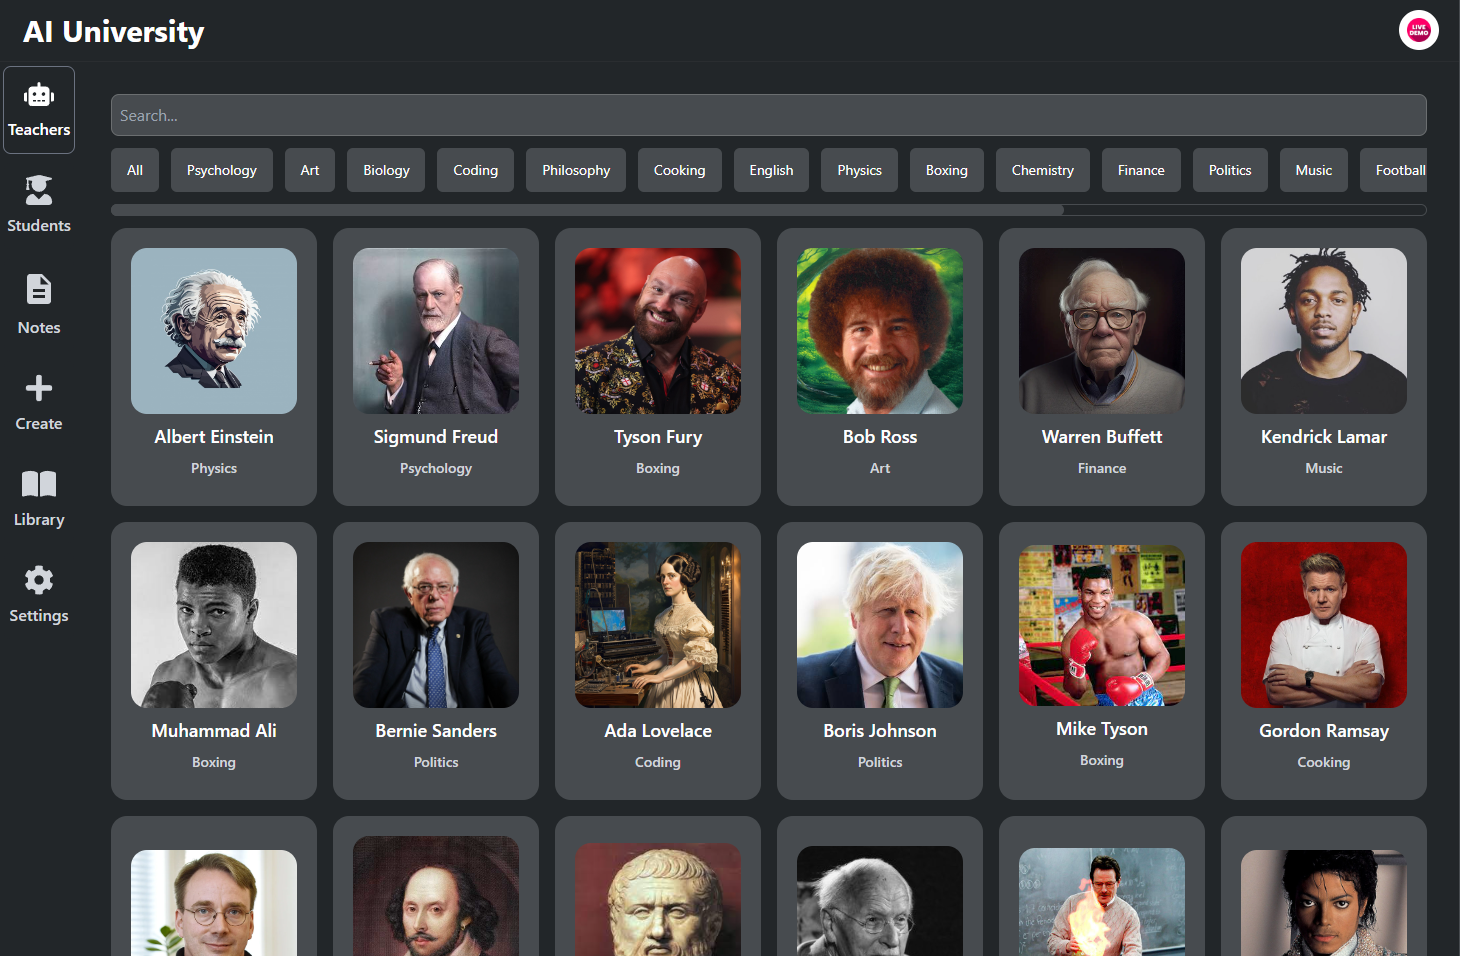 AI University
LIVE
DEMO
Teachers
Students
Notes
Create
Library
Settings
Search...
All
Psychology
Art
Biology
Coding
Philosophy
Cooking
English
Physics
Boxing
Chemistry
Finance
Politics
Music
Football
Albert Einstein
Physics
Sigmund Freud
Psychology
Tyson Fury
Boxing
Bob Ross
Art
Warren Buffett
Finance
Kendrick Lamar
Music
Muhammad Ali
Boxing
Bernie Sanders
Politics
Ada Lovelace
Coding
Boris Johnson
Politics
Mike Tyson
Boxing
Gordon Ramsay
Cooking